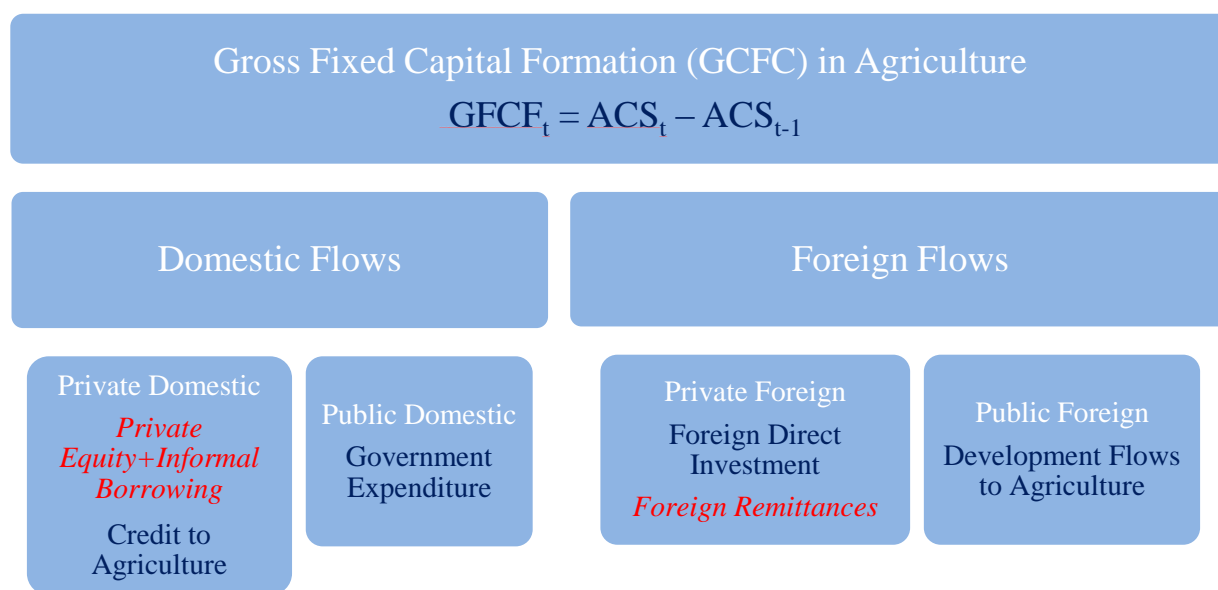 Gross Fixed Capital Formation (GCFC) in Agriculture
GFCFₜ = ACSₜ – ACSₜ₋₁
Domestic Flows
Foreign Flows
Private Domestic
Private
Equity+Informal
Borrowing
Credit to
Agriculture
Public Domestic
Government
Expenditure
Private Foreign
Foreign Direct
Investment
Foreign Remittances
Public Foreign
Development Flows
to Agriculture